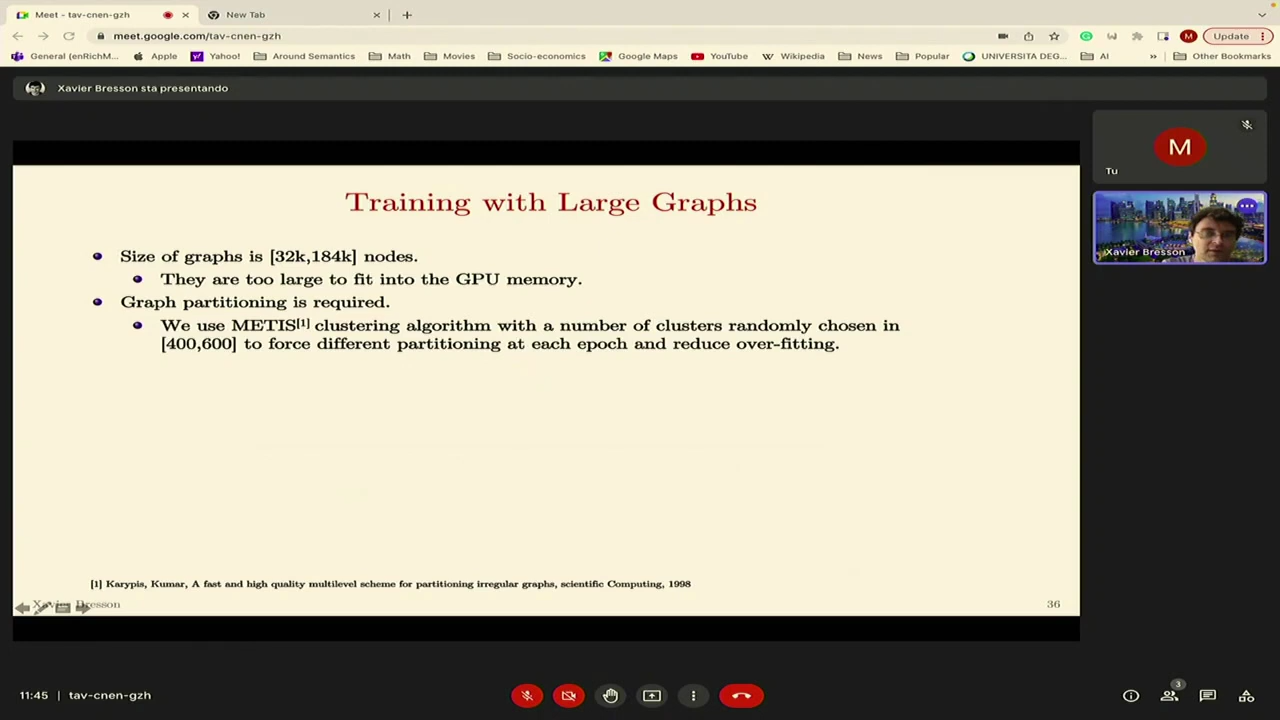 Meet - tav-cnen-gzh
New Tab
meet.google.com/tav-cnen-gzh
M
Update
General (enRichM...
Apple
Yahoo!
Around Semantics
Math
Movies
Socio-economics
Google Maps
YouTube
Wikipedia
News
Popular
UNIVERSITA DEG...
AI
»
Other Bookmarks
Xavier Bresson sta presentando
M
Tu
Xavier Bresson
Training with Large Graphs
Size of graphs is [32k,184k] nodes.
They are too large to fit into the GPU memory.
Graph partitioning is required.
We use METIS[1] clustering algorithm with a number of clusters randomly chosen in
[400,600] to force different partitioning at each epoch and reduce over-fitting.
[1] Karypis, Kumar, A fast and high quality multilevel scheme for partitioning irregular graphs, scientific Computing, 1998
Xavier Bresson
36
11:45 | tav-cnen-gzh
3